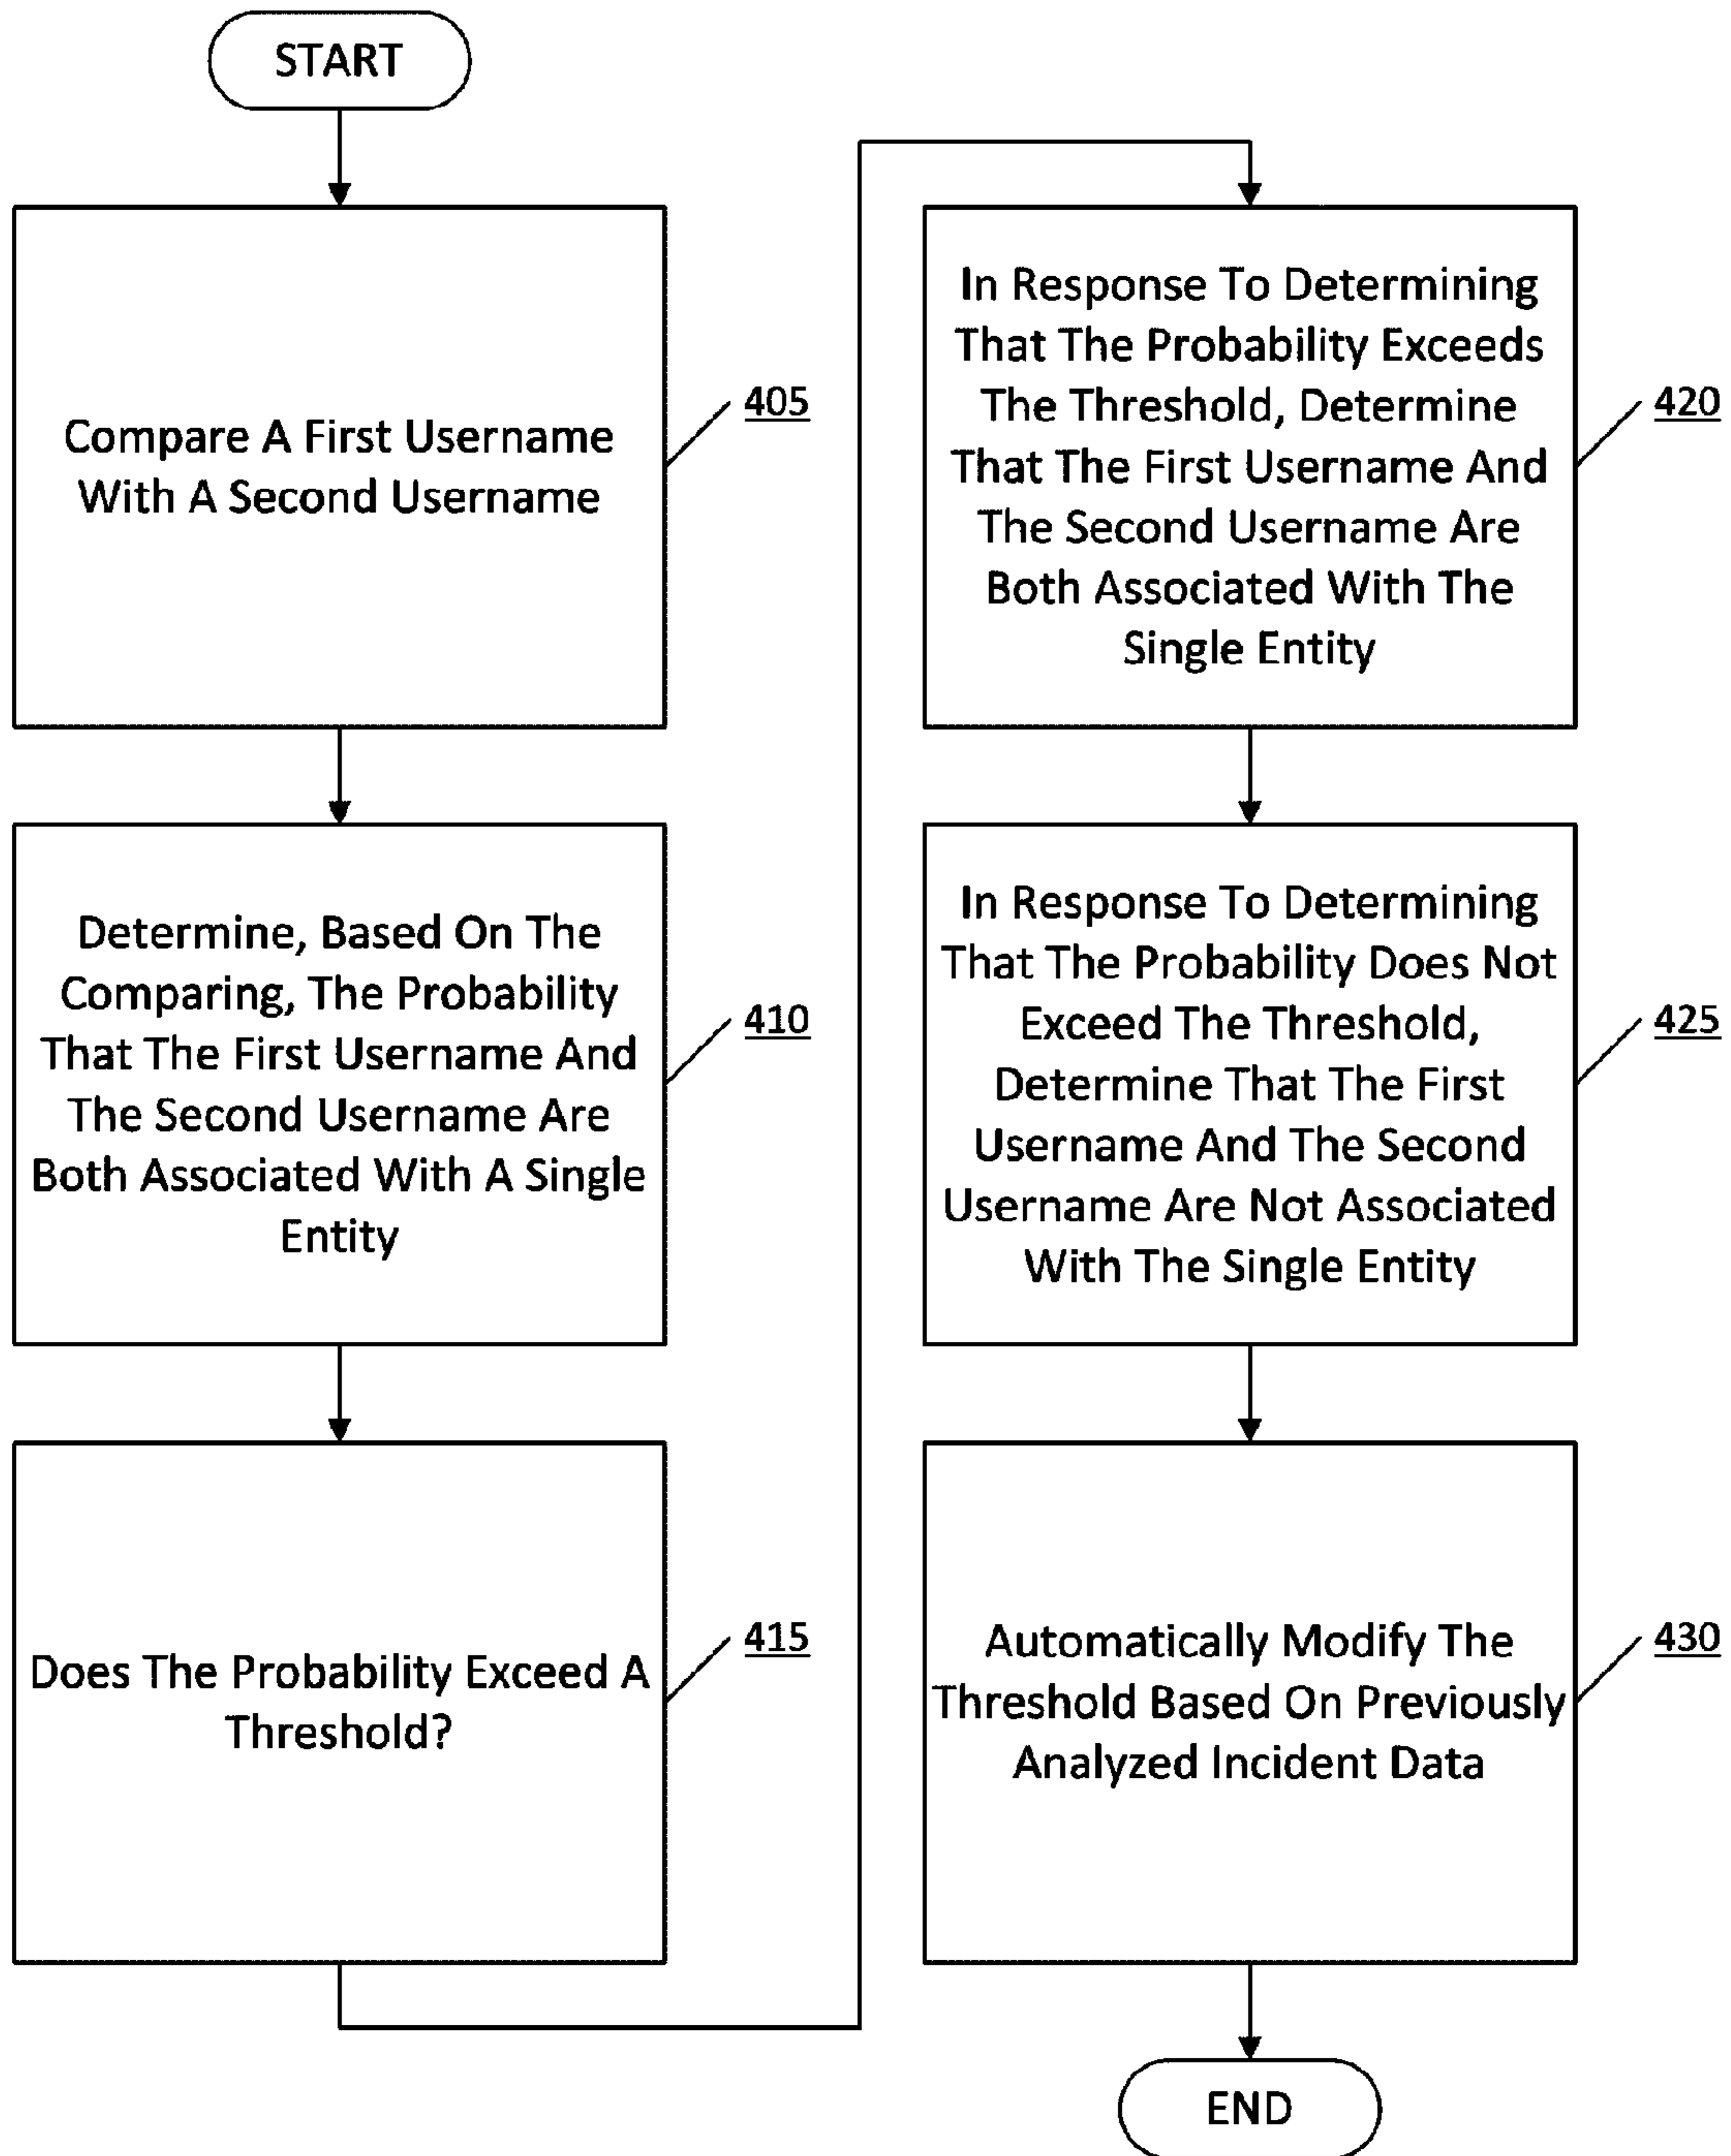 START
Compare A First Username
With A Second Username
405
Determine, Based On The
Comparing, The Probability
That The First Username And
The Second Username Are
Both Associated With A Single
Entity
410
Does The Probability Exceed A
Threshold?
415
In Response To Determining
That The Probability Exceeds
The Threshold, Determine
That The First Username And
The Second Username Are
Both Associated With The
Single Entity
420
In Response To Determining
That The Probability Does Not
Exceed The Threshold,
Determine That The First
Username And The Second
Username Are Not Associated
With The Single Entity
425
Automatically Modify The
Threshold Based On Previously
Analyzed Incident Data
430
END